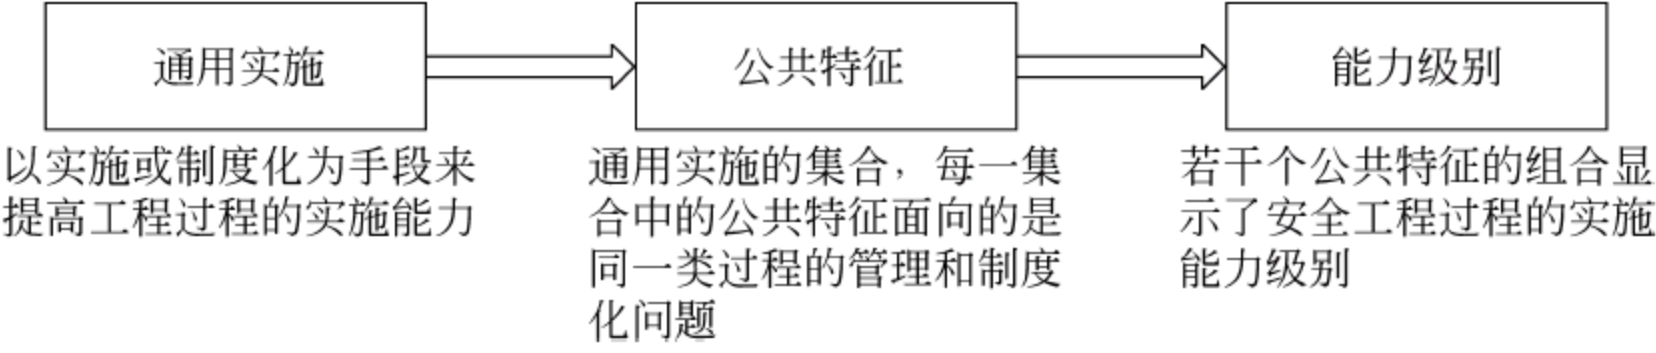 通用实施
公共特征
能力级别
以实施或制度化为手段来
提高工程过程的实施能力
通用实施的集合，每一集
合中的公共特征面向的是
同一类过程的管理和制度
化问题
若干个公共特征的组合显
示了安全工程过程的实施
能力级别